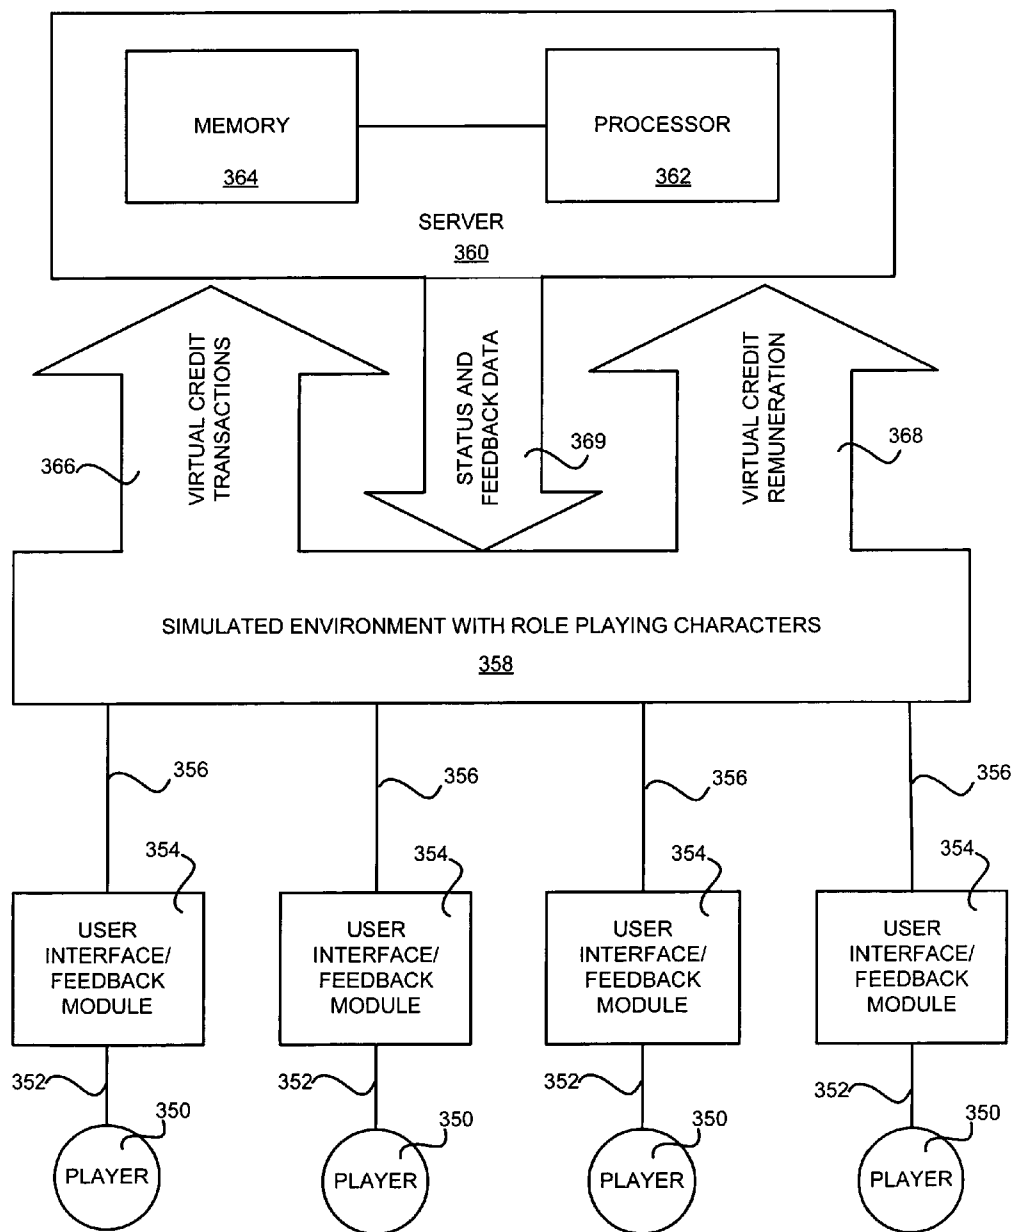 MEMORY
364
PROCESSOR
362
SERVER
360
VIRTUAL CREDIT
TRANSACTIONS
366
STATUS AND
FEEDBACK DATA
369
VIRTUAL CREDIT
REMUNERATION
368
SIMULATED ENVIRONMENT WITH ROLE PLAYING CHARACTERS
358
356
356
356
356
354
354
354
354
USER
INTERFACE/
FEEDBACK
MODULE
USER
INTERFACE/
FEEDBACK
MODULE
USER
INTERFACE/
FEEDBACK
MODULE
USER
INTERFACE/
FEEDBACK
MODULE
352
352
352
352
350
350
350
350
PLAYER
PLAYER
PLAYER
PLAYER